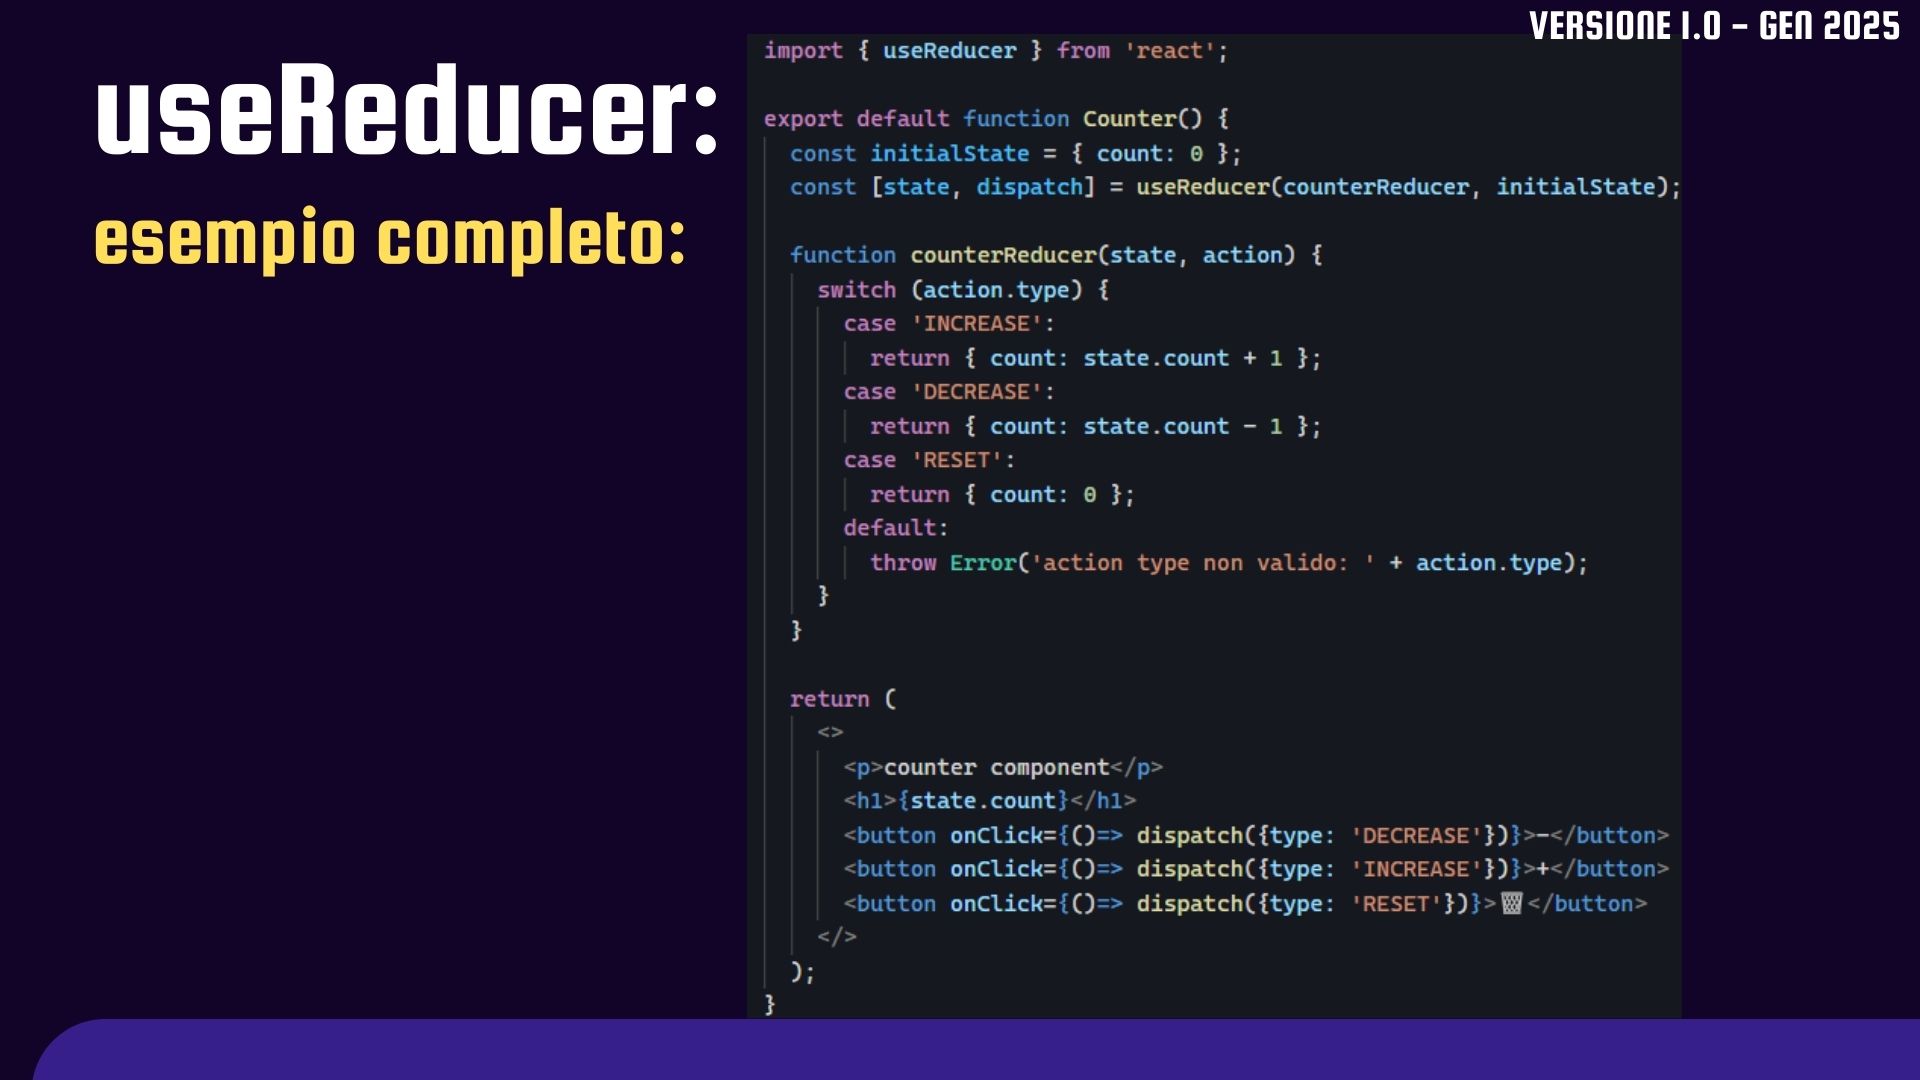 VERSIONE 1.0 - GEN 2025
useReducer:
esempio completo:
import { useReducer } from 'react';
export default function Counter() {
const initialState = { count: 0 };
const [state, dispatch] = useReducer(counterReducer, initialState);
function counterReducer(state, action) {
switch (action.type) {
case 'INCREASE':
return { count: state.count + 1 };
case 'DECREASE':
return { count: state.count - 1 };
case 'RESET':
return { count: 0 };
default:
throw Error('action type non valido: ' + action.type);
}
}
return (
<>
<p>counter component</p>
<h1>{state.count}</h1>
<button onClick={()=> dispatch({type: 'DECREASE'})}>-</button>
<button onClick={()=> dispatch({type: 'INCREASE'})}>+</button>
<button onClick={()=> dispatch({type: 'RESET'})}>🗑</button>
</>
);
}